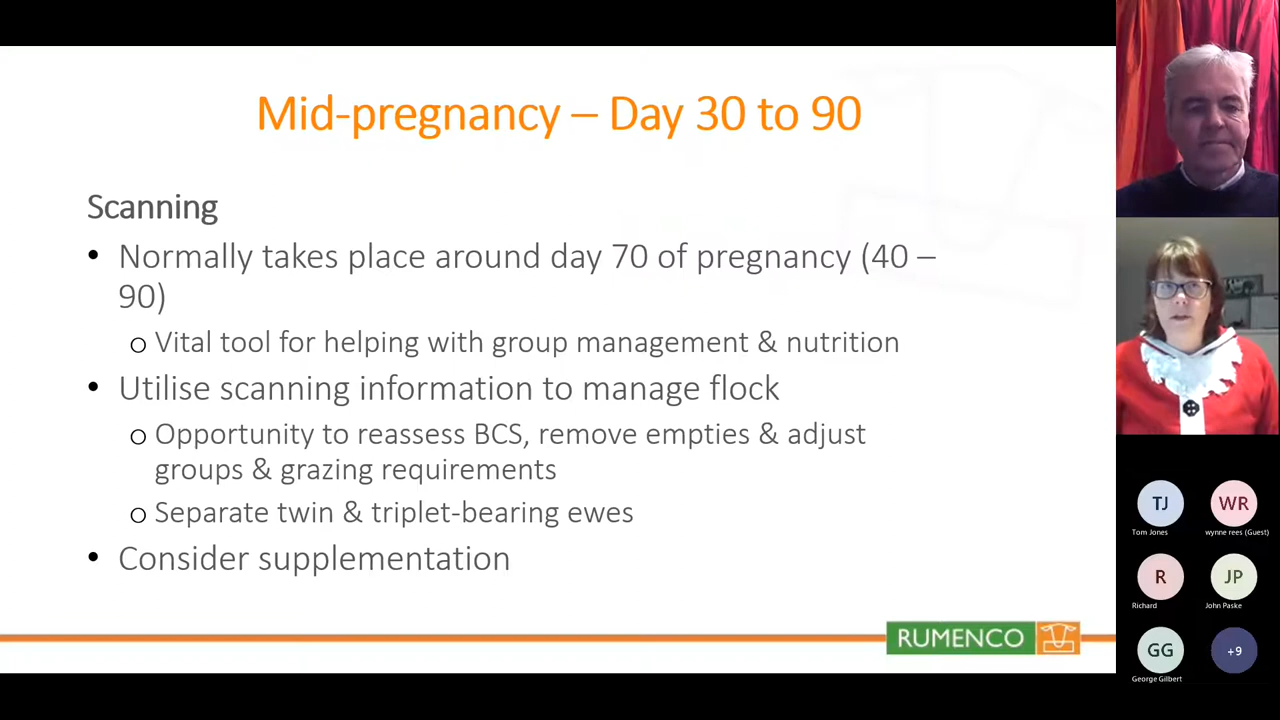 Mid-pregnancy – Day 30 to 90
Scanning
• Normally takes place around day 70 of pregnancy (40 –
90)
o Vital tool for helping with group management & nutrition
• Utilise scanning information to manage flock
o Opportunity to reassess BCS, remove empties & adjust
groups & grazing requirements
o Separate twin & triplet-bearing ewes
• Consider supplementation
RUMENCO
TJ
Tom Jones
WR
wynne rees (Guest)
R
Richard
JP
John Paske
GG
George Gilbert
+9